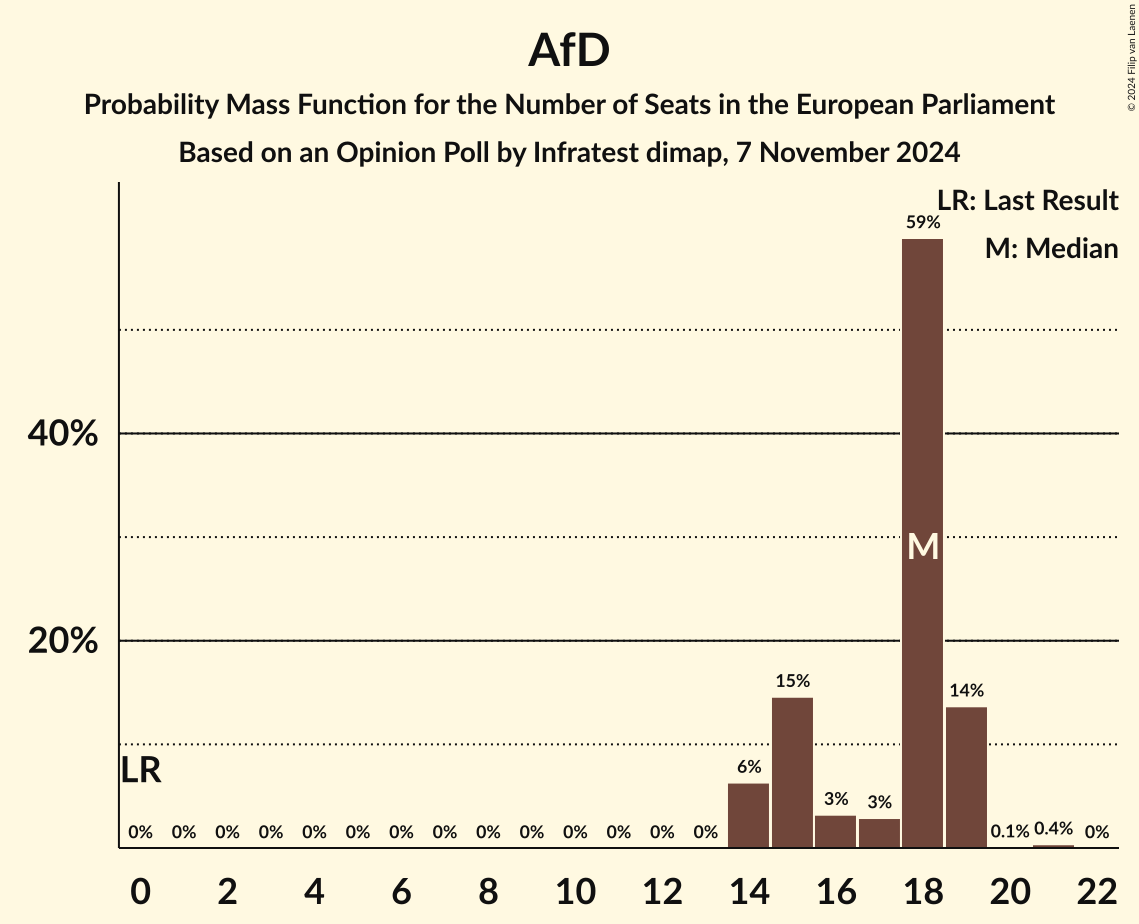 AfD
Probability Mass Function for the Number of Seats in the European Parliament
Based on an Opinion Poll by Infratest dimap, 7 November 2024
© 2024 Filip van Laenen
LR: Last Result
M: Median
59%
40%
M
20%
15%
14%
LR
6%
3%
3%
0% 0% 0% 0% 0% 0% 0% 0% 0% 0% 0% 0% 0% 0% 0.1% 0.4% 0%
0 2 4 6 8 10 12 14 16 18 20 22